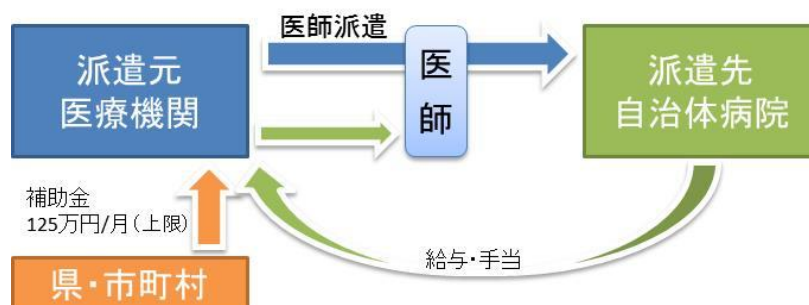 医師派遣
派遣元
医療機関
医
師
派遣先
自治体病院
補助金
125万円/月(上限)
給与・手当
県・市町村